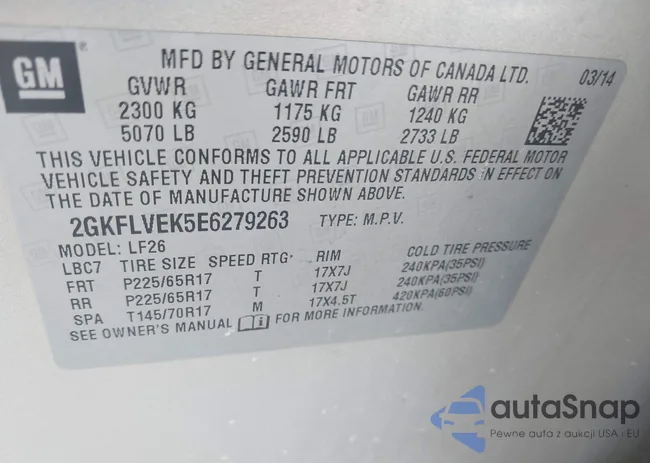 GM
MFD BY GENERAL MOTORS OF CANADA LTD. 03/14
GVWR GAWR FRT GAWR RR
2300 KG 1175 KG 1240 KG
5070 LB 2590 LB 2733 LB
THIS VEHICLE CONFORMS TO ALL APPLICABLE U.S. FEDERAL MOTOR
VEHICLE SAFETY AND THEFT PREVENTION STANDARDS IN EFFECT ON
THE DATE OF MANUFACTURE SHOWN ABOVE.
2GKFLVEK5E6279263 TYPE: M.P.V.
MODEL: LF26
LBC7 TIRE SIZE SPEED RTG RIM COLD TIRE PRESSURE
FRT P225/65R17 T 17X7J 240KPA(35PSI)
RR P225/65R17 T 17X7J 240KPA(35PSI)
SPA T145/70R17 M 17X4.5T 420KPA(60PSI)
SEE OWNER'S MANUAL FOR MORE INFORMATION.
autaSnap
Pewne auta z aukcji USA i EU